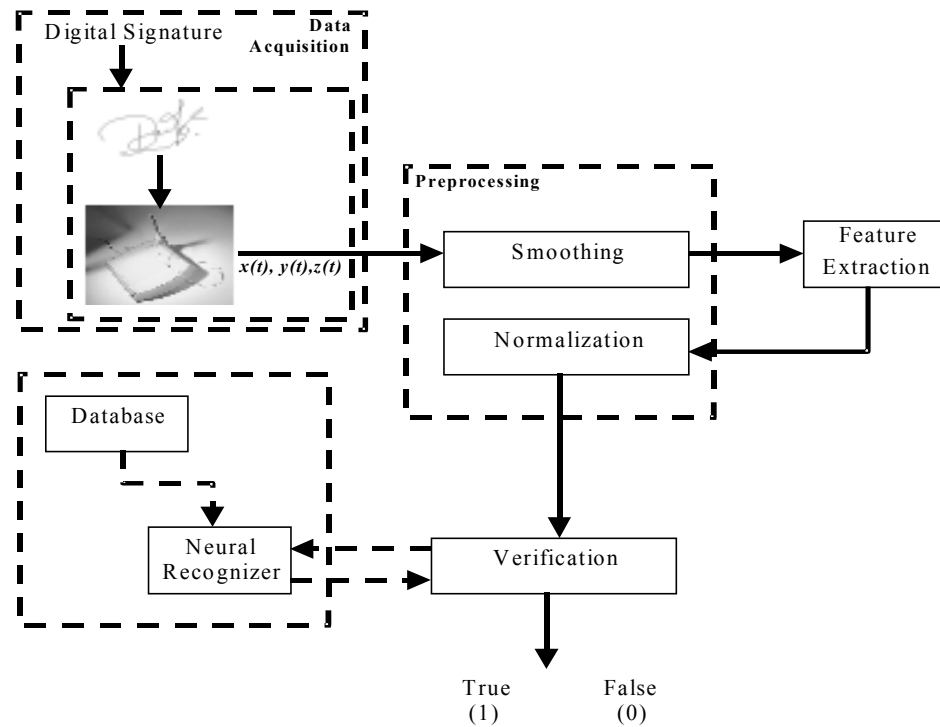 Digital Signature
Data
Acquisition
x(t), y(t),z(t)
Preprocessing
Smoothing
Feature
Extraction
Normalization
Database
Neural
Recognizer
Verification
True
(1)
False
(0)